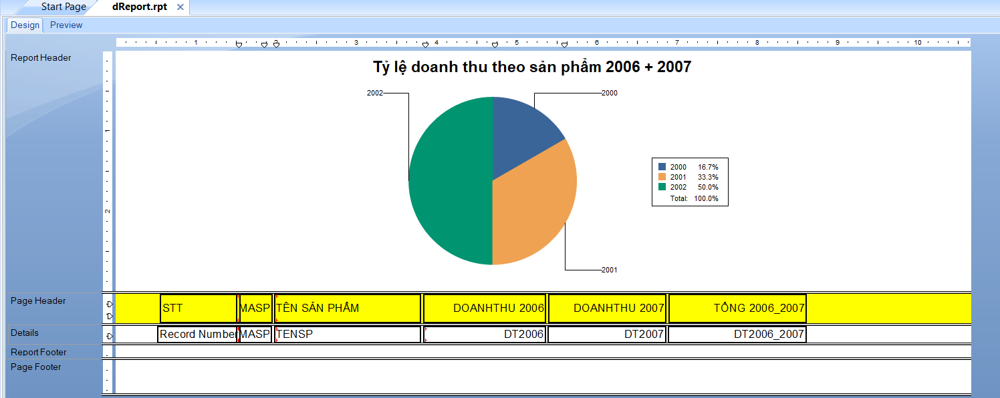 Start Page dReport.rpt
Design Preview
1 2 3 4 5 6 7 8 9 10
Report Header
Tỷ lệ doanh thu theo sản phẩm 2006 + 2007
2002 2000
1
2000 16.7%
2001 33.3%
2002 50.0%
Total: 100.0%
2
2001
Page Header
STT MASP TÊN SẢN PHẨM DOANHTHU 2006 DOANHTHU 2007 TỔNG 2006_2007
Details
Record Number MASP TENSP DT2006 DT2007 DT2006_2007
Report Footer
Page Footer